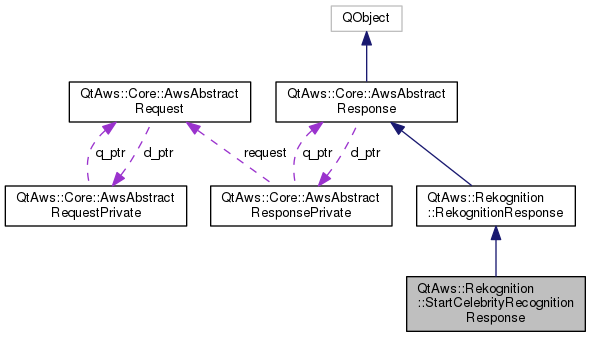 QObject
QtAws::Core::AwsAbstract
Request
QtAws::Core::AwsAbstract
Response
q_ptr
d_ptr
request
q_ptr
d_ptr
QtAws::Core::AwsAbstract
RequestPrivate
QtAws::Core::AwsAbstract
ResponsePrivate
QtAws::Rekognition
::RekognitionResponse
QtAws::Rekognition
::StartCelebrityRecognition
Response